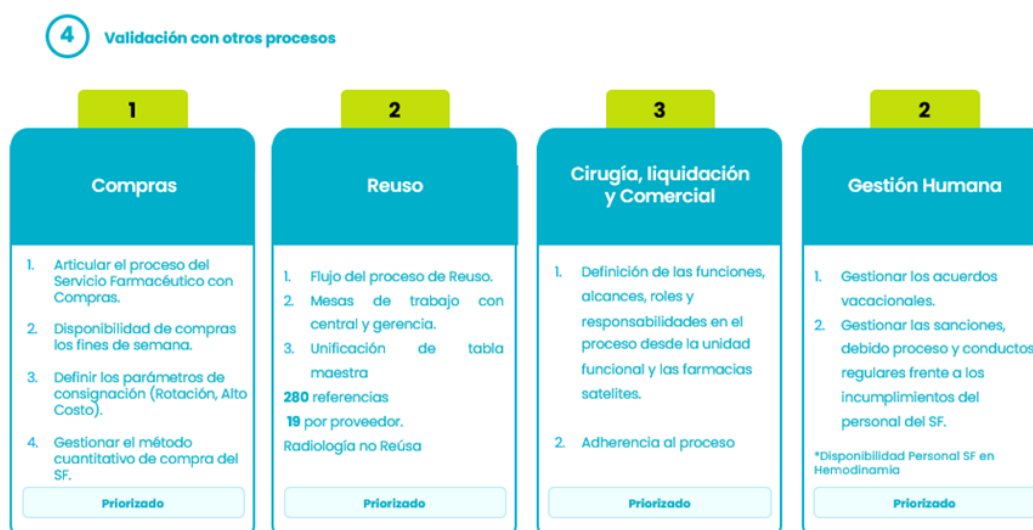 4
Validación con otros procesos
1
Compras
1. Articular el proceso del
Servicio Farmacéutico con
Compras.
2. Disponibilidad de compras
los fines de semana.
3. Definir los parámetros de
consignación (Rotación, Alto
Costo).
4. Gestionar el método
cuantitativo de compra del
SF.
Priorizado
2
Reuso
1. Flujo del proceso de Reuso.
2. Mesas de trabajo con
central y gerencia.
3. Unificación de tabla
maestra
280 referencias
19 por proveedor.
Radiología no Reúsa
Priorizado
3
Cirugía, liquidación
y Comercial
1. Definición de las funciones,
alcances, roles y
responsabilidades en el
proceso desde la unidad
funcional y las farmacias
satelites.
2. Adherencia al proceso
Priorizado
2
Gestión Humana
1. Gestionar los acuerdos
vacacionales.
2. Gestionar las sanciones,
debido proceso y conductos
regulares frente a los
incumplimientos del
personal del SF.
*Disponibilidad Personal SF en
Hemodinamia
Priorizado